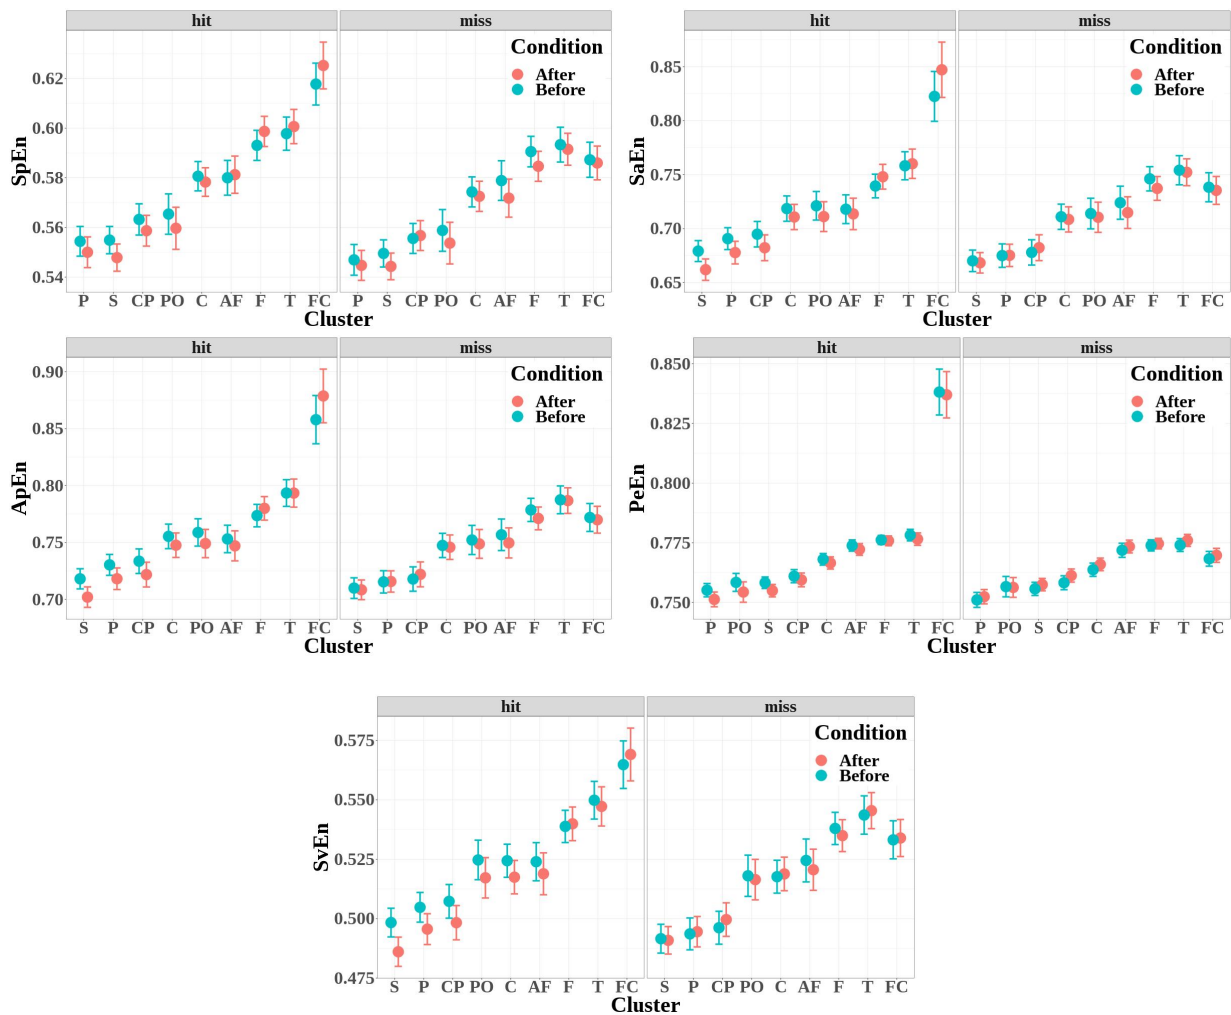 hit miss
Condition
After
Before
SpEn
0.62
0.60
0.58
0.56
0.54
P S CP PO C AF F T FC P S CP PO C AF F T FC
Cluster
hit miss
Condition
After
Before
SaEn
0.85
0.80
0.75
0.70
0.65
S P CP C PO AF F T FC S P CP C PO AF F T FC
Cluster
hit miss
Condition
After
Before
ApEn
0.90
0.85
0.80
0.75
0.70
S P CP C PO AF F T FC S P CP C PO AF F T FC
Cluster
hit miss
Condition
After
Before
PeEn
0.850
0.825
0.800
0.775
0.750
P PO S CP C AF F T FC P PO S CP C AF F T FC
Cluster
hit miss
Condition
After
Before
SvEn
0.575
0.550
0.525
0.500
0.475
S P CP PO C AF F T FC S P CP PO C AF F T FC
Cluster